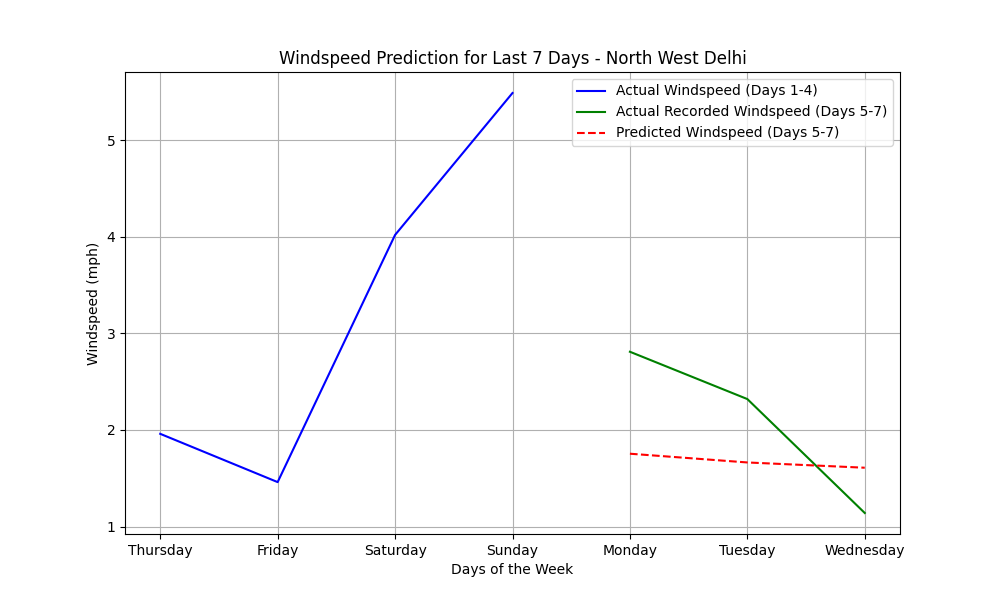 Windspeed Prediction for Last 7 Days - North West Delhi
Actual Windspeed (Days 1-4)
Actual Recorded Windspeed (Days 5-7)
Predicted Windspeed (Days 5-7)
Windspeed (mph)
5
4
3
2
1
Thursday Friday Saturday Sunday Monday Tuesday Wednesday
Days of the Week